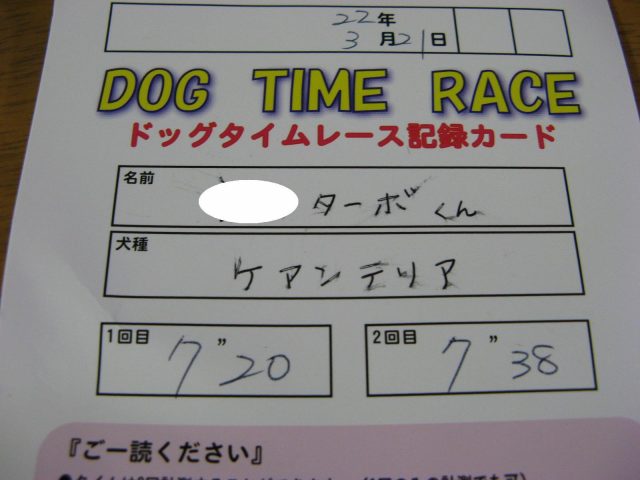 22年
3月21日
DOG TIME RACE
ドッグタイムレース記録カード
名前
ターボくん
犬種
ケアンテリア
1回目 7"20
2回目 7"38
『ご一読ください』